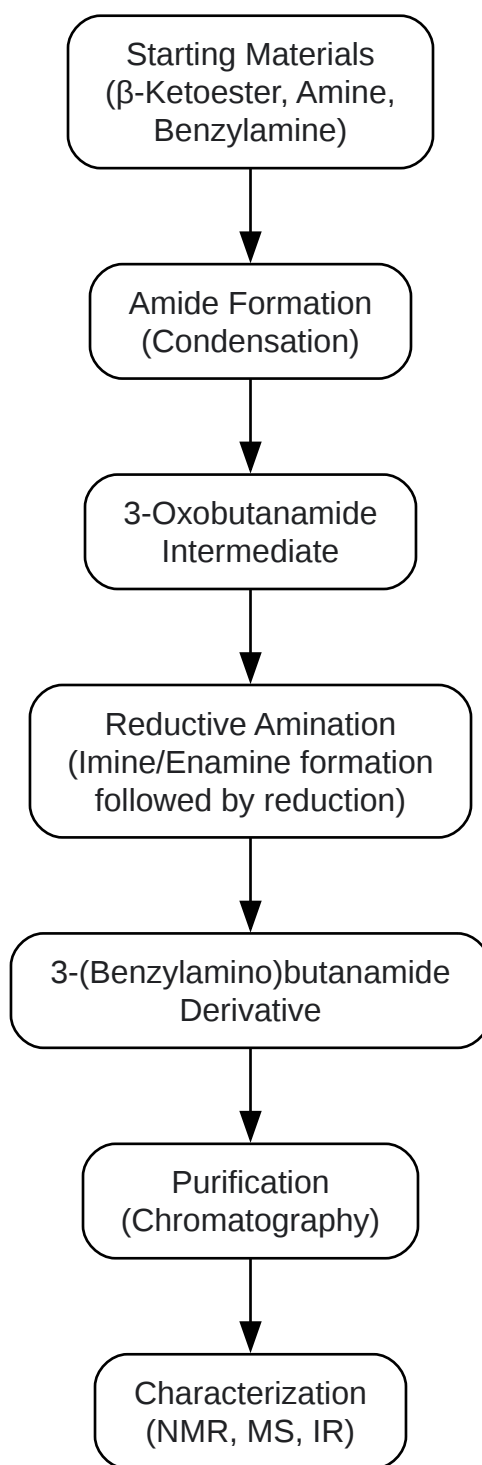 Starting Materials
(β-Ketoester, Amine,
Benzylamine)
Amide Formation
(Condensation)
3-Oxobutanamide
Intermediate
Reductive Amination
(Imine/Enamine formation
followed by reduction)
3-(Benzylamino)butanamide
Derivative
Purification
(Chromatography)
Characterization
(NMR, MS, IR)